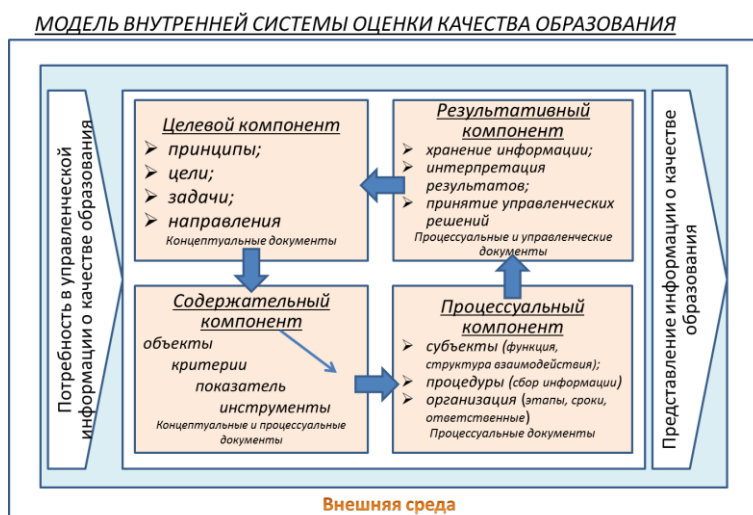 МОДЕЛЬ ВНУТРЕННЕЙ СИСТЕМЫ ОЦЕНКИ КАЧЕСТВА ОБРАЗОВАНИЯ
Потребность в управленческой
информации о качестве образования
Целевой компонент
➢ принципы;
➢ цели;
➢ задачи;
➢ направления
Концептуальные документы
Результативный
компонент
➢ хранение информации;
➢ интерпретация
результатов;
➢ принятие управленческих
решений
Процессуальные и управленческие
документы
Содержательный
компонент
объекты
критерии
показатель
инструменты
Концептуальные и процессуальные
документы
Процессуальный
компонент
➢ субъекты (функция,
структура взаимодействия);
➢ процедуры (сбор информации)
➢ организация (этапы, сроки,
ответственные)
Процессуальные документы
Представление информации о качестве
образования
Внешняя среда